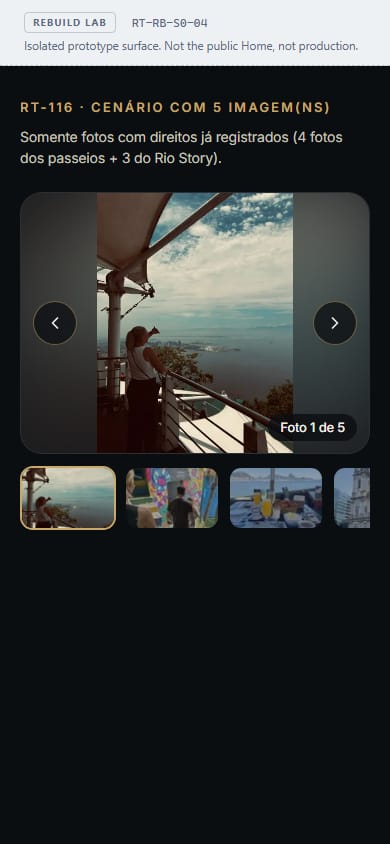 REBUILD LAB RT-RB-S0-04
Isolated prototype surface. Not the public Home, not production.
RT-116 · CENÁRIO COM 5 IMAGEM(NS)
Somente fotos com direitos já registrados (4 fotos
dos passeios + 3 do Rio Story).
Foto 1 de 5